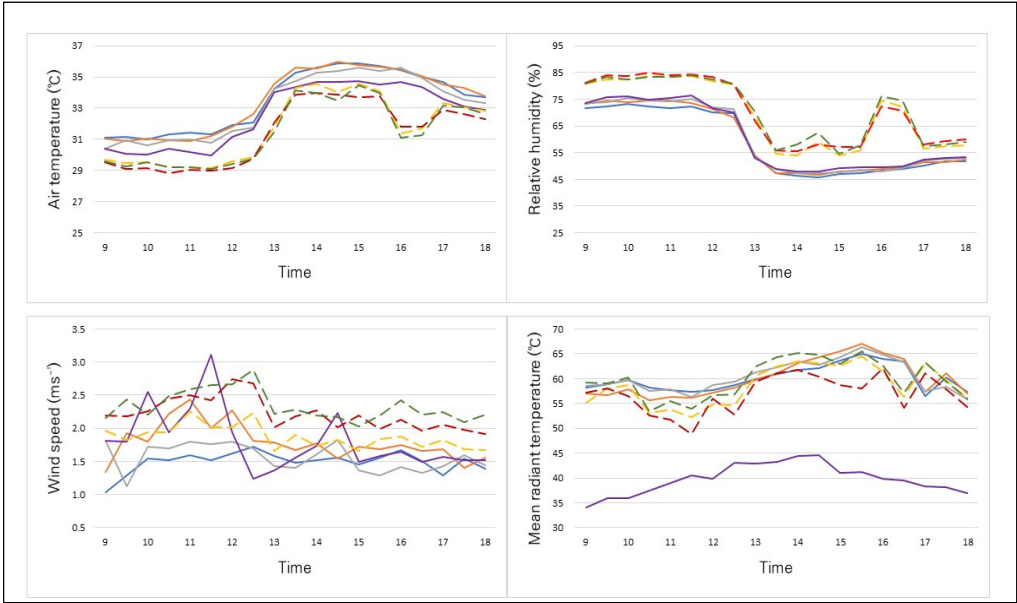 37
35
33
31
29
27
25
Air temperature (℃)
9 10 11 12 13 14 15 16 17 18
Time
95
85
75
65
55
45
35
25
Relative humidity (%)
9 10 11 12 13 14 15 16 17 18
Time
3.5
3.0
2.5
2.0
1.5
1.0
0.5
Wind speed (ms⁻¹)
9 10 11 12 13 14 15 16 17 18
Time
70
65
60
55
50
45
40
35
30
Mean radiant temperature (℃)
9 10 11 12 13 14 15 16 17 18
Time